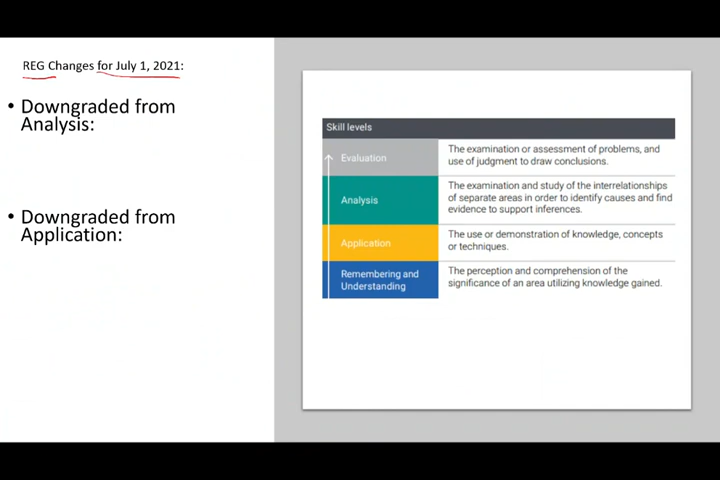 REG Changes for July 1, 2021:
• Downgraded from
Analysis:
• Downgraded from
Application:
Skill levels
Evaluation
The examination or assessment of problems, and
use of judgment to draw conclusions.
Analysis
The examination and study of the interrelationships
of separate areas in order to identify causes and find
evidence to support inferences.
Application
The use or demonstration of knowledge, concepts
or techniques.
Remembering and
Understanding
The perception and comprehension of the
significance of an area utilizing knowledge gained.